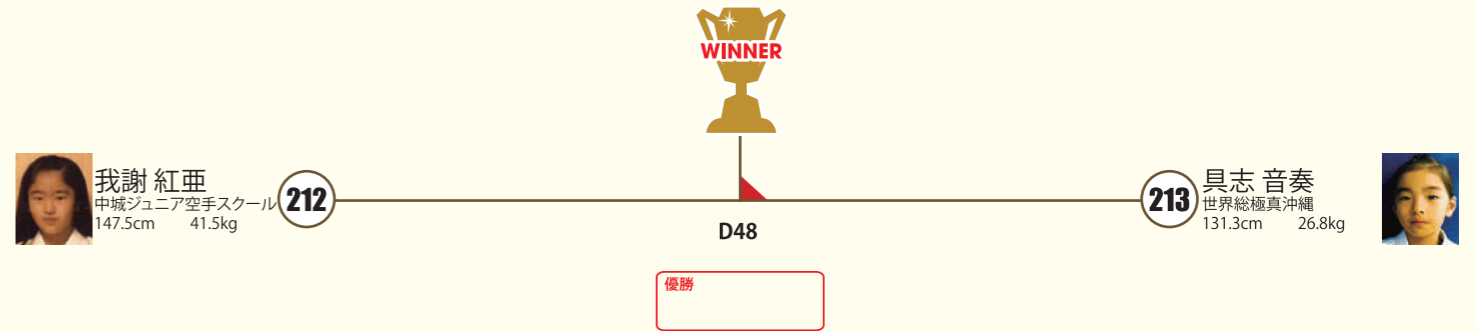 WINNER
我謝 紅亜
中城ジュニア空手スクール
147.5cm 41.5kg
212
213
具志 音奏
世界総極真沖縄
131.3cm 26.8kg
D48
優勝